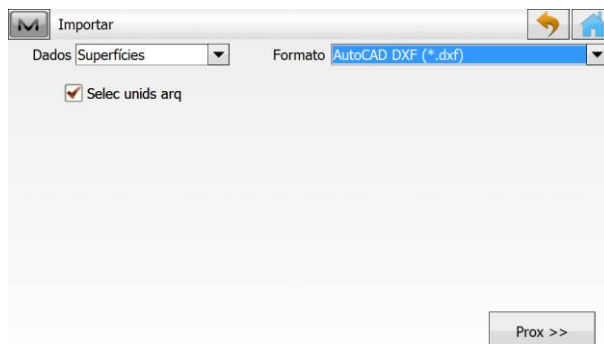 Importar
Dados Superfícies Formato AutoCAD DXF (*.dxf)
Selec unids arq
Prox >>